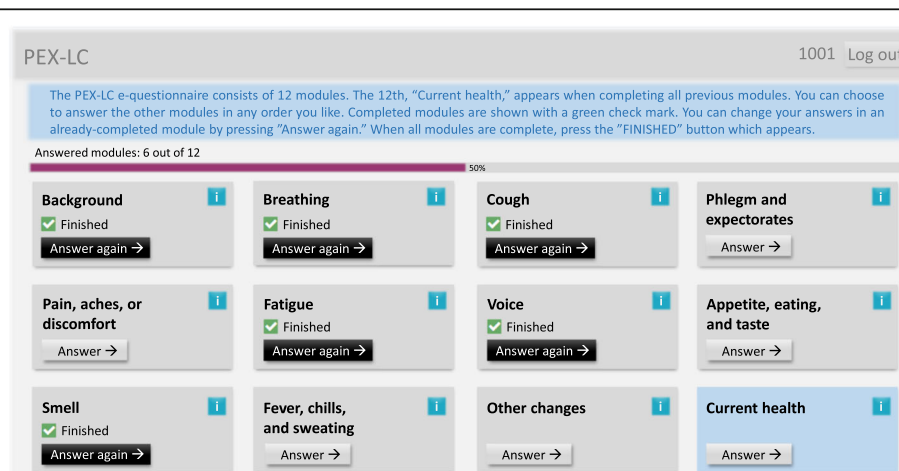 PEX-LC
1001 Log out
The PEX-LC e-questionnaire consists of 12 modules. The 12th, “Current health,” appears when completing all previous modules. You can choose
to answer the other modules in any order you like. Completed modules are shown with a green check mark. You can change your answers in an
already-completed module by pressing ”Answer again.” When all modules are complete, press the ”FINISHED” button which appears.
Answered modules: 6 out of 12
50%
Background i
Finished
Answer again →
Breathing i
Finished
Answer again →
Cough i
Finished
Answer again →
Phlegm and i
expectorates
Answer →
Pain, aches, or i
discomfort
Answer →
Fatigue i
Finished
Answer again →
Voice i
Finished
Answer again →
Appetite, eating, i
and taste
Answer →
Smell i
Finished
Answer again →
Fever, chills, i
and sweating
Answer →
Other changes i
Answer →
Current health i
Answer →